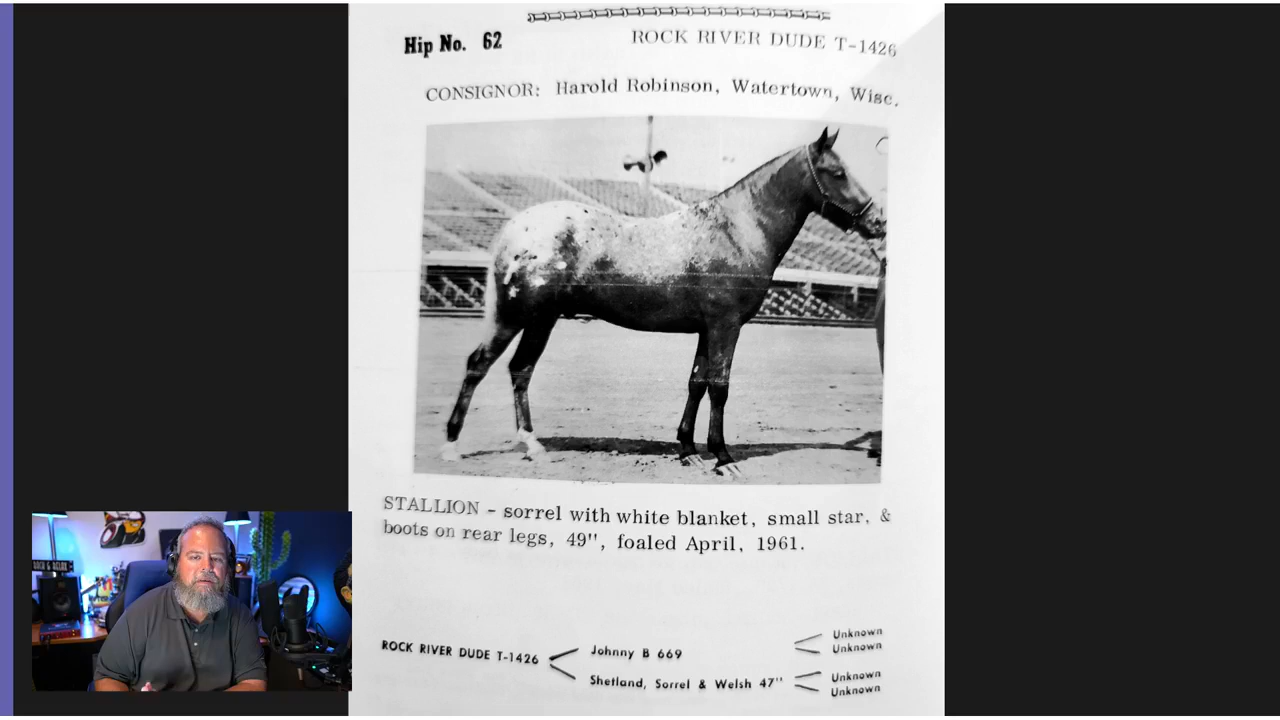 Hip No. 62
ROCK RIVER DUDE T-1426
CONSIGNOR: Harold Robinson, Watertown, Wisc.
STALLION - sorrel with white blanket, small star, &
boots on rear legs, 49", foaled April, 1961.
ROCK RIVER DUDE T-1426
Johnny B 669
Unknown
Unknown
Shetland, Sorrel & Welsh 47"
Unknown
Unknown
ROCK & RELAX